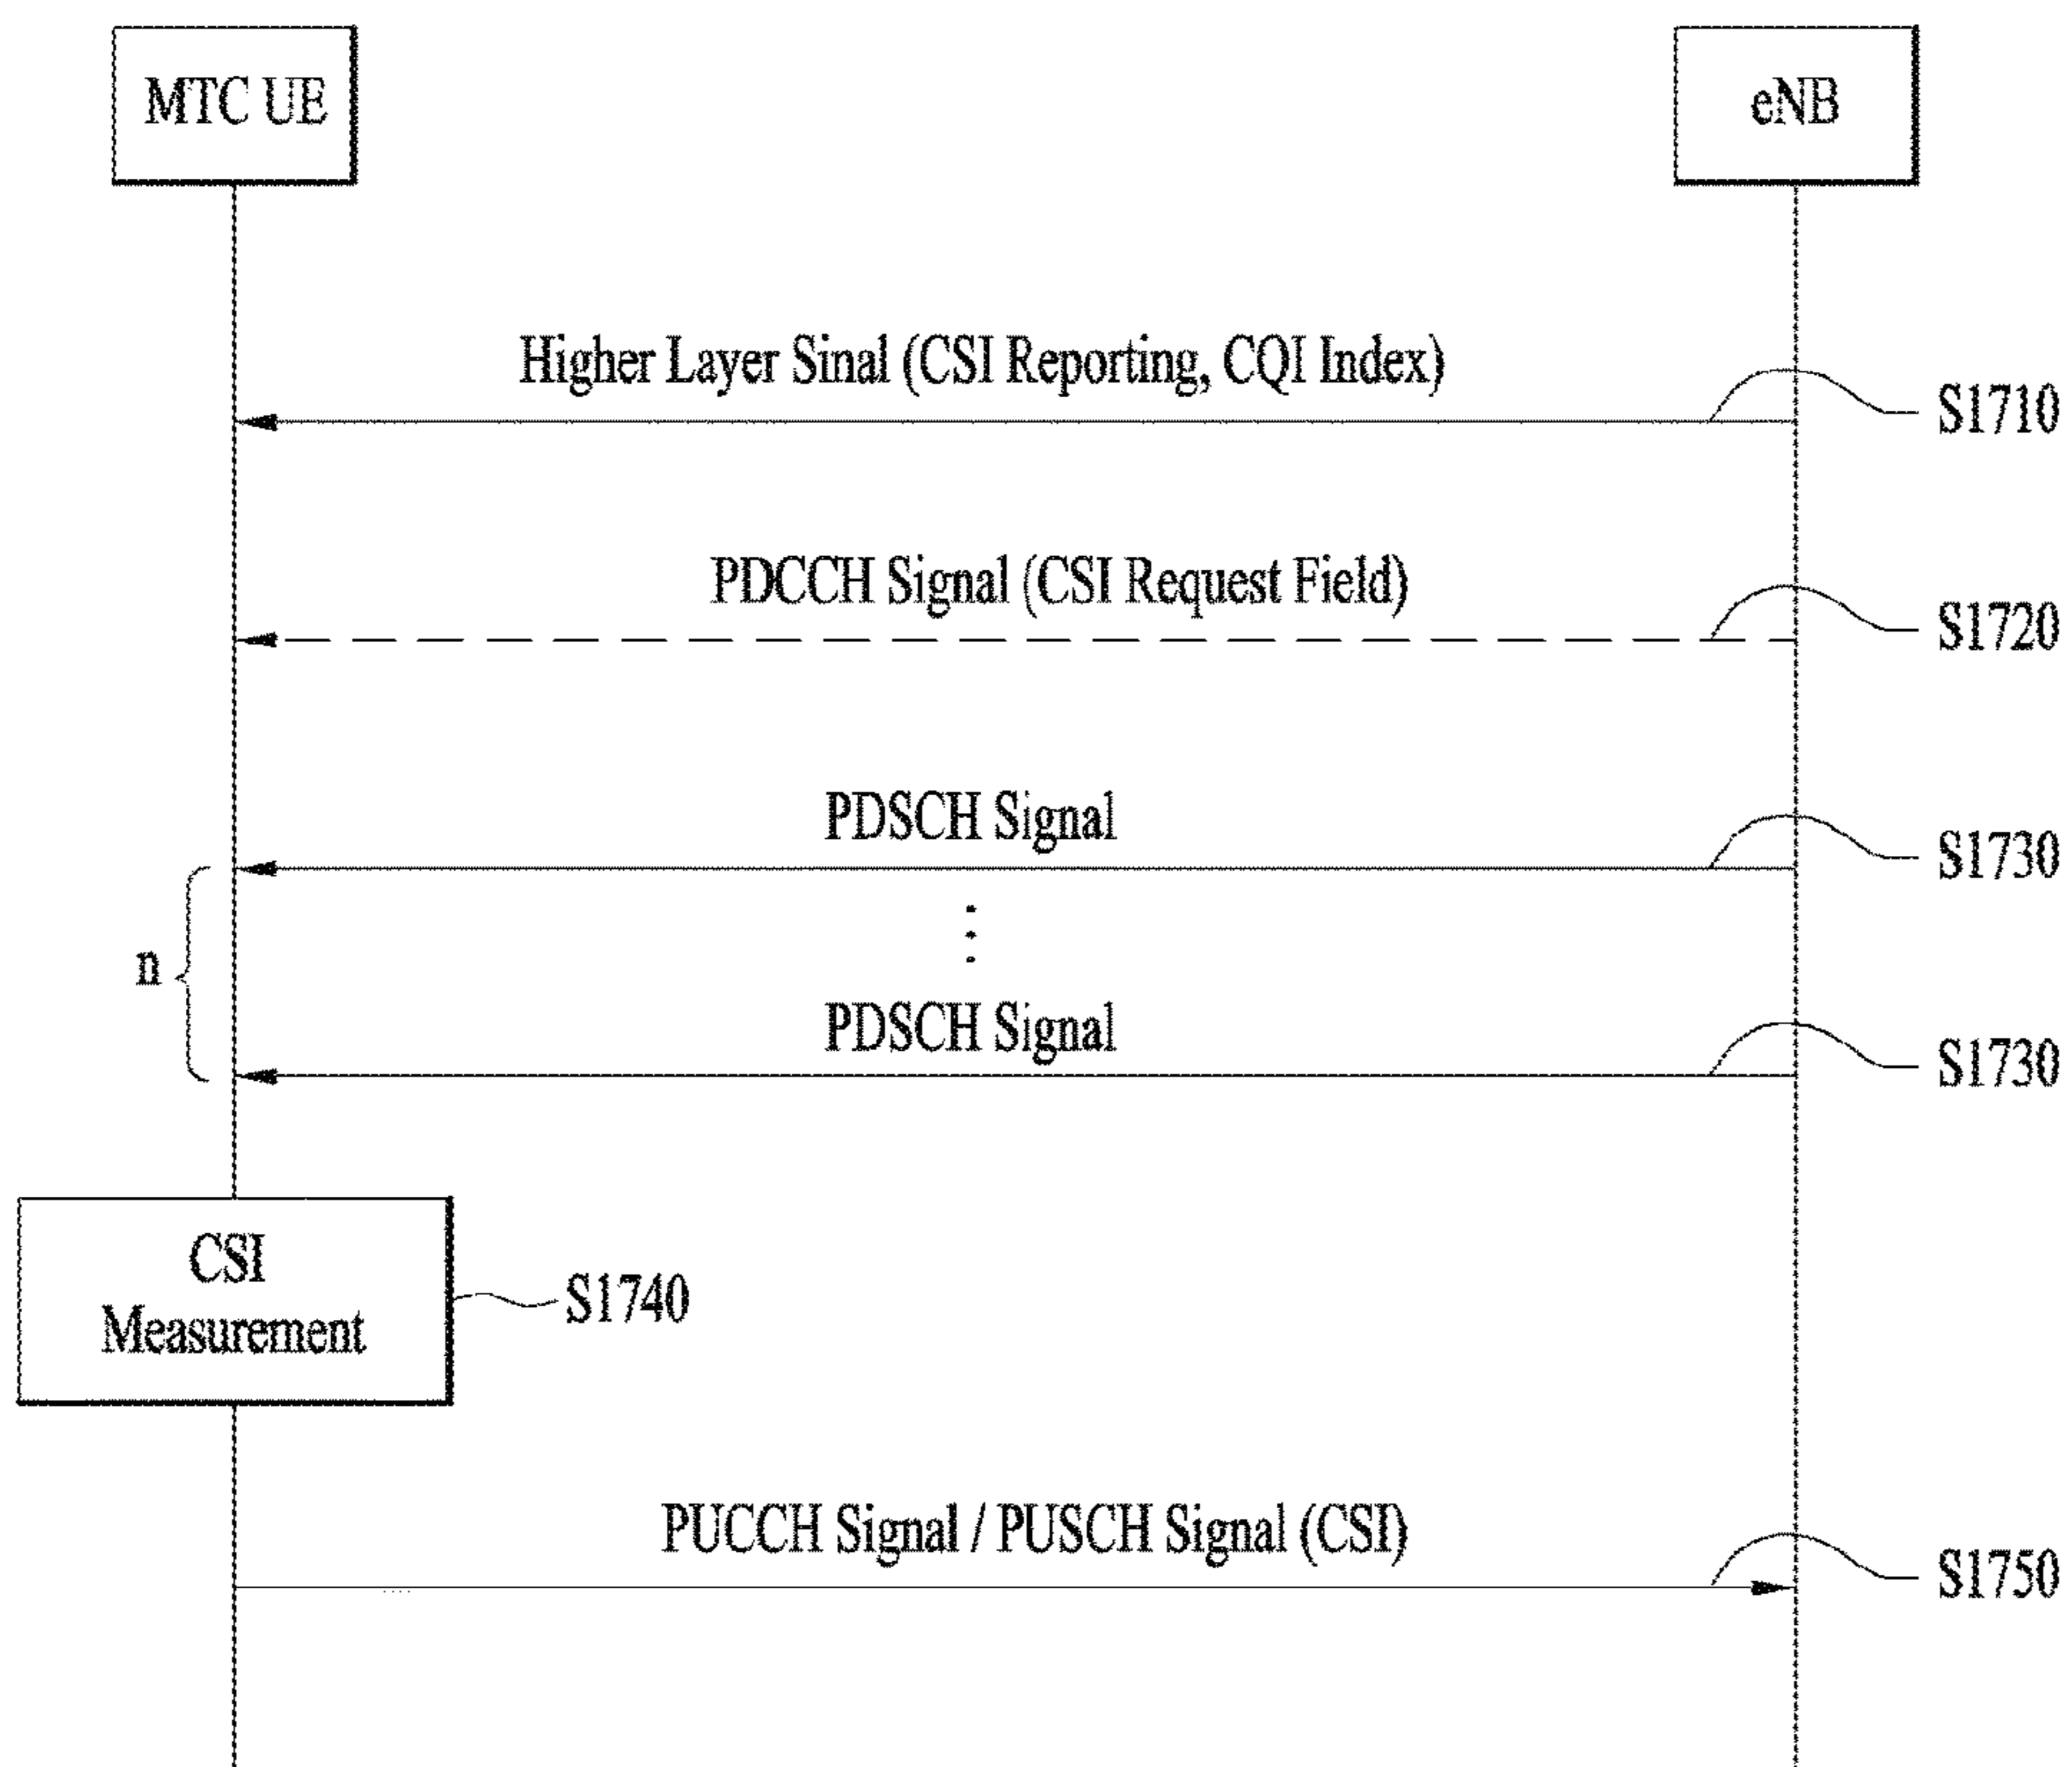 MTC UE
eNB
Higher Layer Sinal (CSI Reporting, CQI Index)
S1710
PDCCH Signal (CSI Request Field)
S1720
PDSCH Signal
S1730
n
PDSCH Signal
S1730
CSI
Measurement
S1740
PUCCH Signal / PUSCH Signal (CSI)
S1750